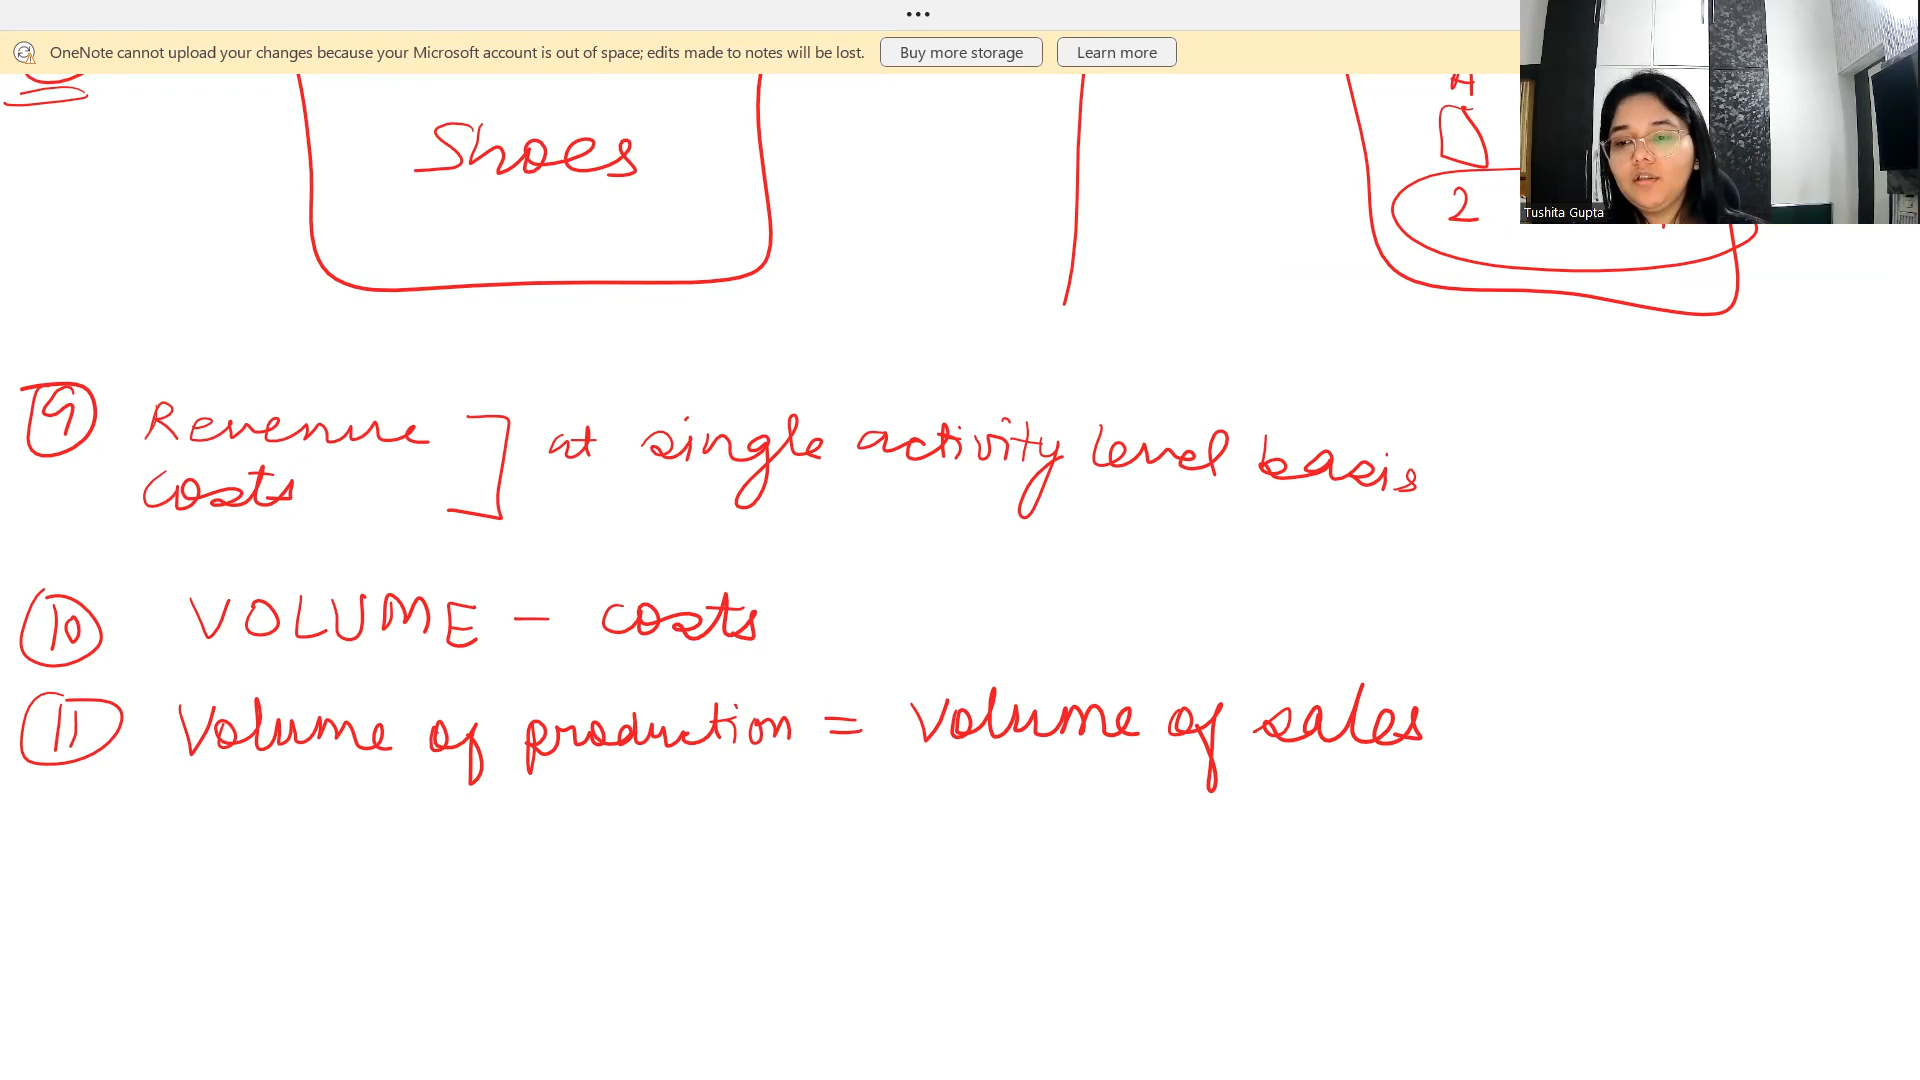 OneNote cannot upload your changes because your Microsoft account is out of space; edits made to notes will be lost. Buy more storage Learn more
A
Shoes
2
Tushita Gupta
9 Revenue at single activity level basis
costs
10 VOLUME - costs
11 Volume of production = Volume of sales